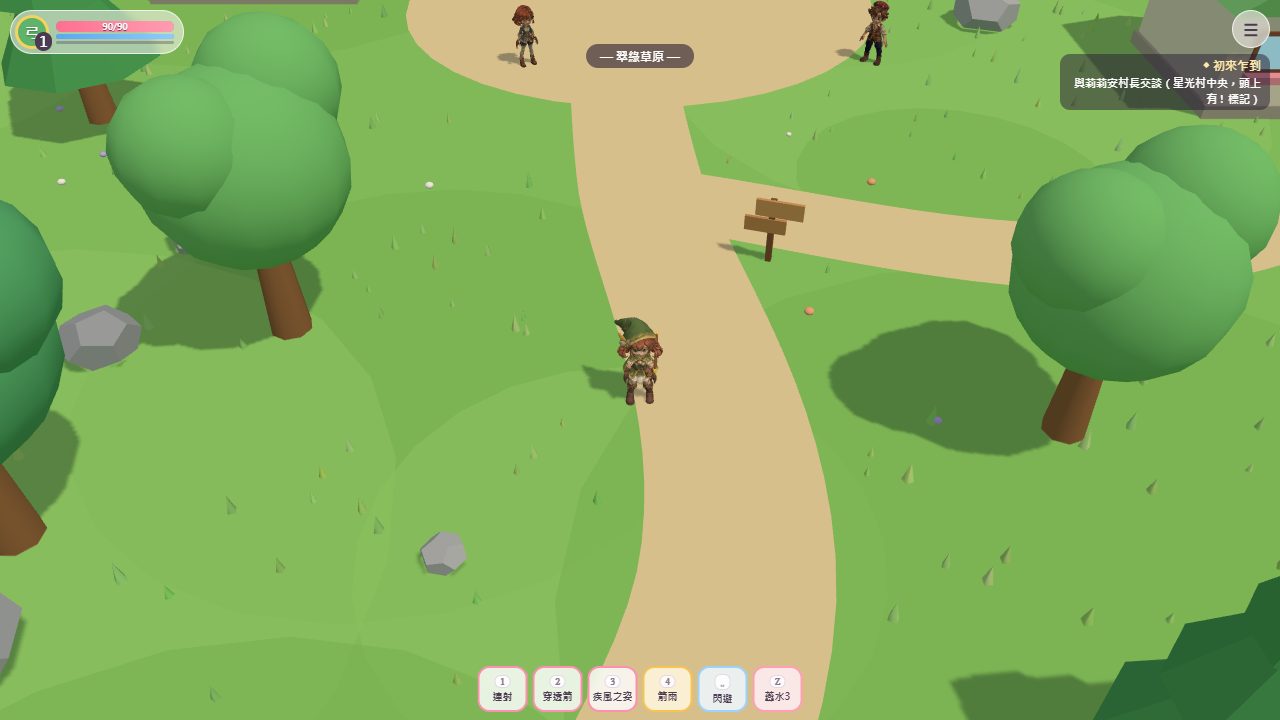 弓
90/90
1
— 翠綠草原 —
◆ 初來乍到
與莉莉安村長交談（星光村中央，頭上
有！標記）
1
連射
2
穿透箭
3
疾風之姿
4
箭雨
閃避
Z
藥水3